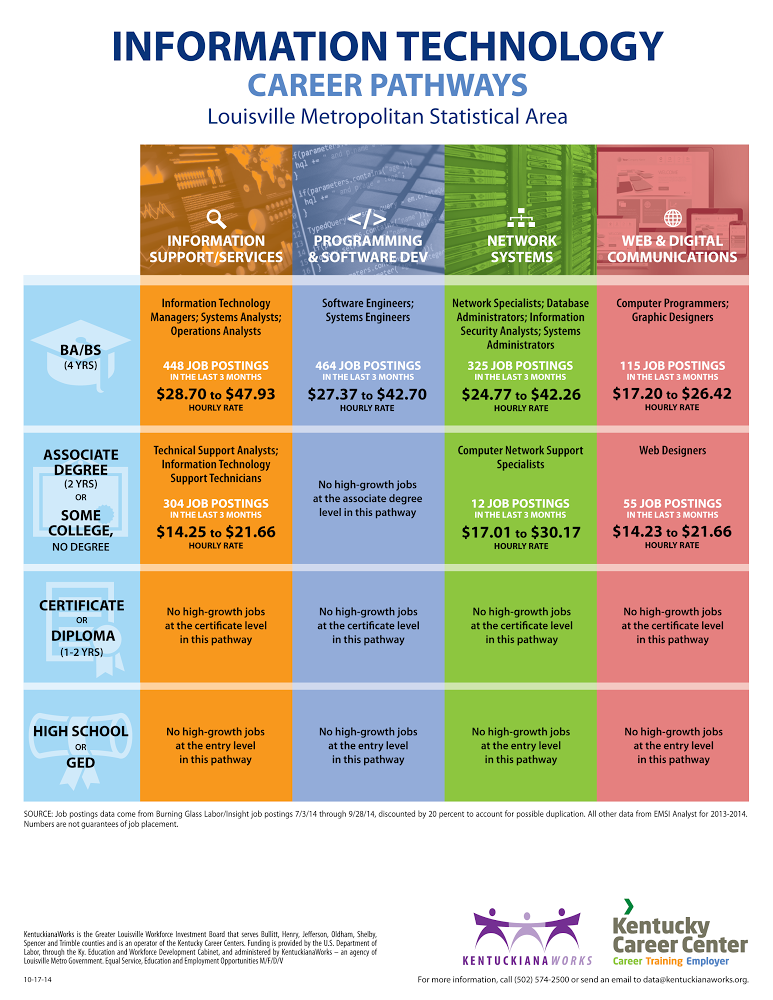 INFORMATION TECHNOLOGY
CAREER PATHWAYS
Louisville Metropolitan Statistical Area
INFORMATION
SUPPORT/SERVICES
</>
PROGRAMMING
& SOFTWARE DEV
NETWORK
SYSTEMS
WEB & DIGITAL
COMMUNICATIONS
BA/BS
(4 YRS)
Information Technology
Managers; Systems Analysts;
Operations Analysts
448 JOB POSTINGS
IN THE LAST 3 MONTHS
$28.70 to $47.93
HOURLY RATE
Software Engineers;
Systems Engineers
464 JOB POSTINGS
IN THE LAST 3 MONTHS
$27.37 to $42.70
HOURLY RATE
Network Specialists; Database
Administrators; Information
Security Analysts; Systems
Administrators
325 JOB POSTINGS
IN THE LAST 3 MONTHS
$24.77 to $42.26
HOURLY RATE
Computer Programmers;
Graphic Designers
115 JOB POSTINGS
IN THE LAST 3 MONTHS
$17.20 to $26.42
HOURLY RATE
ASSOCIATE
DEGREE
(2 YRS)
OR
SOME
COLLEGE,
NO DEGREE
Technical Support Analysts;
Information Technology
Support Technicians
304 JOB POSTINGS
IN THE LAST 3 MONTHS
$14.25 to $21.66
HOURLY RATE
No high-growth jobs
at the associate degree
level in this pathway
Computer Network Support
Specialists
12 JOB POSTINGS
IN THE LAST 3 MONTHS
$17.01 to $30.17
HOURLY RATE
Web Designers
55 JOB POSTINGS
IN THE LAST 3 MONTHS
$14.23 to $21.66
HOURLY RATE
CERTIFICATE
OR
DIPLOMA
(1-2 YRS)
No high-growth jobs
at the certificate level
in this pathway
No high-growth jobs
at the certificate level
in this pathway
No high-growth jobs
at the certificate level
in this pathway
No high-growth jobs
at the certificate level
in this pathway
HIGH SCHOOL
OR
GED
No high-growth jobs
at the entry level
in this pathway
No high-growth jobs
at the entry level
in this pathway
No high-growth jobs
at the entry level
in this pathway
No high-growth jobs
at the entry level
in this pathway
SOURCE: Job postings data come from Burning Glass Labor/Insight job postings 7/3/14 through 9/28/14, discounted by 20 percent to account for possible duplication. All other data from EMSI Analyst for 2013-2014.
Numbers are not guarantees of job placement.
KentuckianaWorks is the Greater Louisville Workforce Investment Board that serves Bullitt, Henry, Jefferson, Oldham, Shelby,
Spencer and Trimble counties and is an operator of the Kentucky Career Centers. Funding is provided by the U.S. Department of
Labor, through the Ky. Education and Workforce Development Cabinet, and administered by KentuckianaWorks – an agency of
Louisville Metro Government. Equal Service, Education and Employment Opportunities M/F/D/V
KENTUCKIANAWORKS
Kentucky
Career Center
Career Training Employer
10-17-14
For more information, call (502) 574-2500 or send an email to data@kentuckianaworks.org.